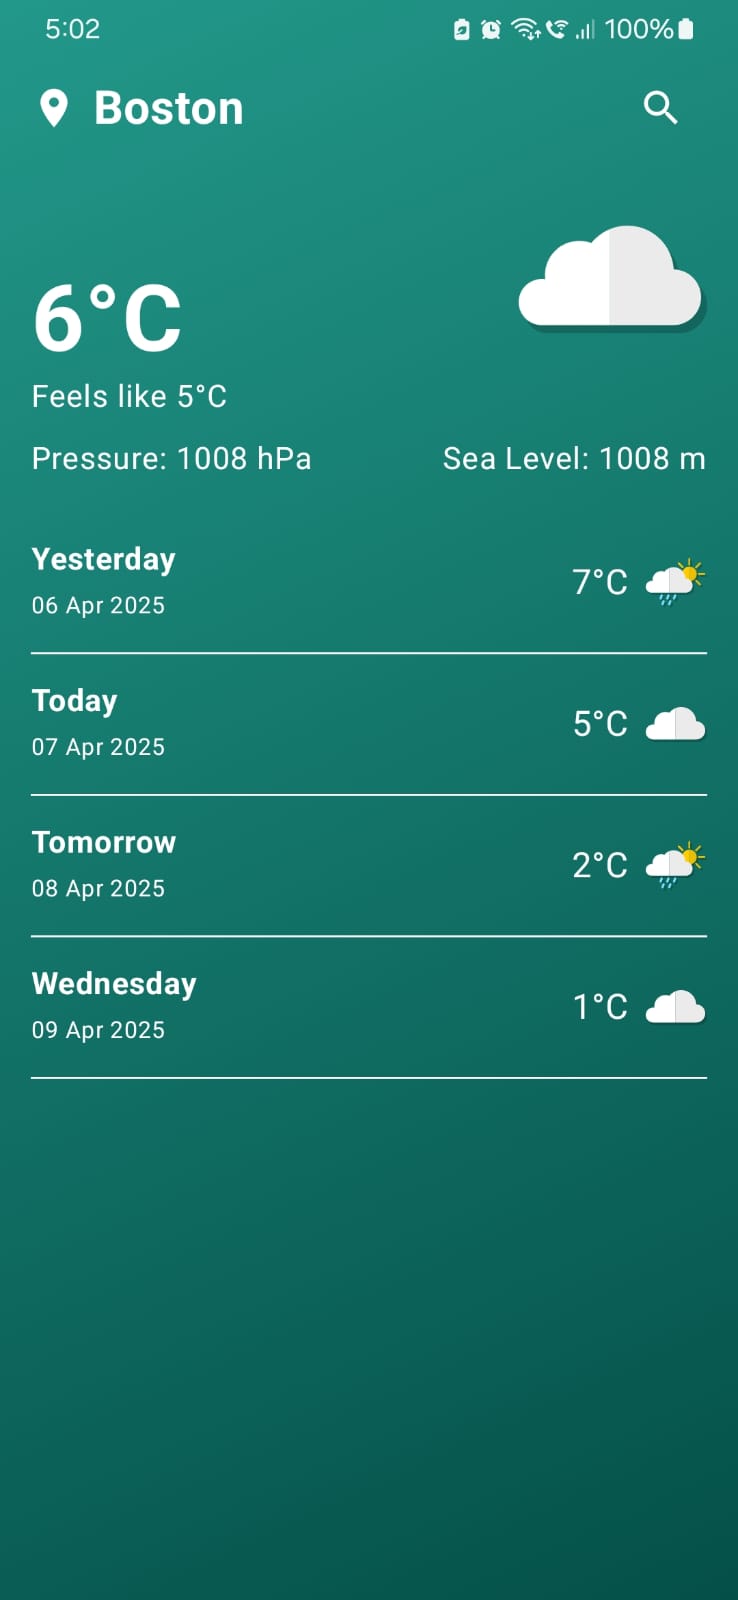 5:02 100%
Boston
6°C
Feels like 5°C
Pressure: 1008 hPa Sea Level: 1008 m
Yesterday
7°C
06 Apr 2025
Today
5°C
07 Apr 2025
Tomorrow
2°C
08 Apr 2025
Wednesday
1°C
09 Apr 2025